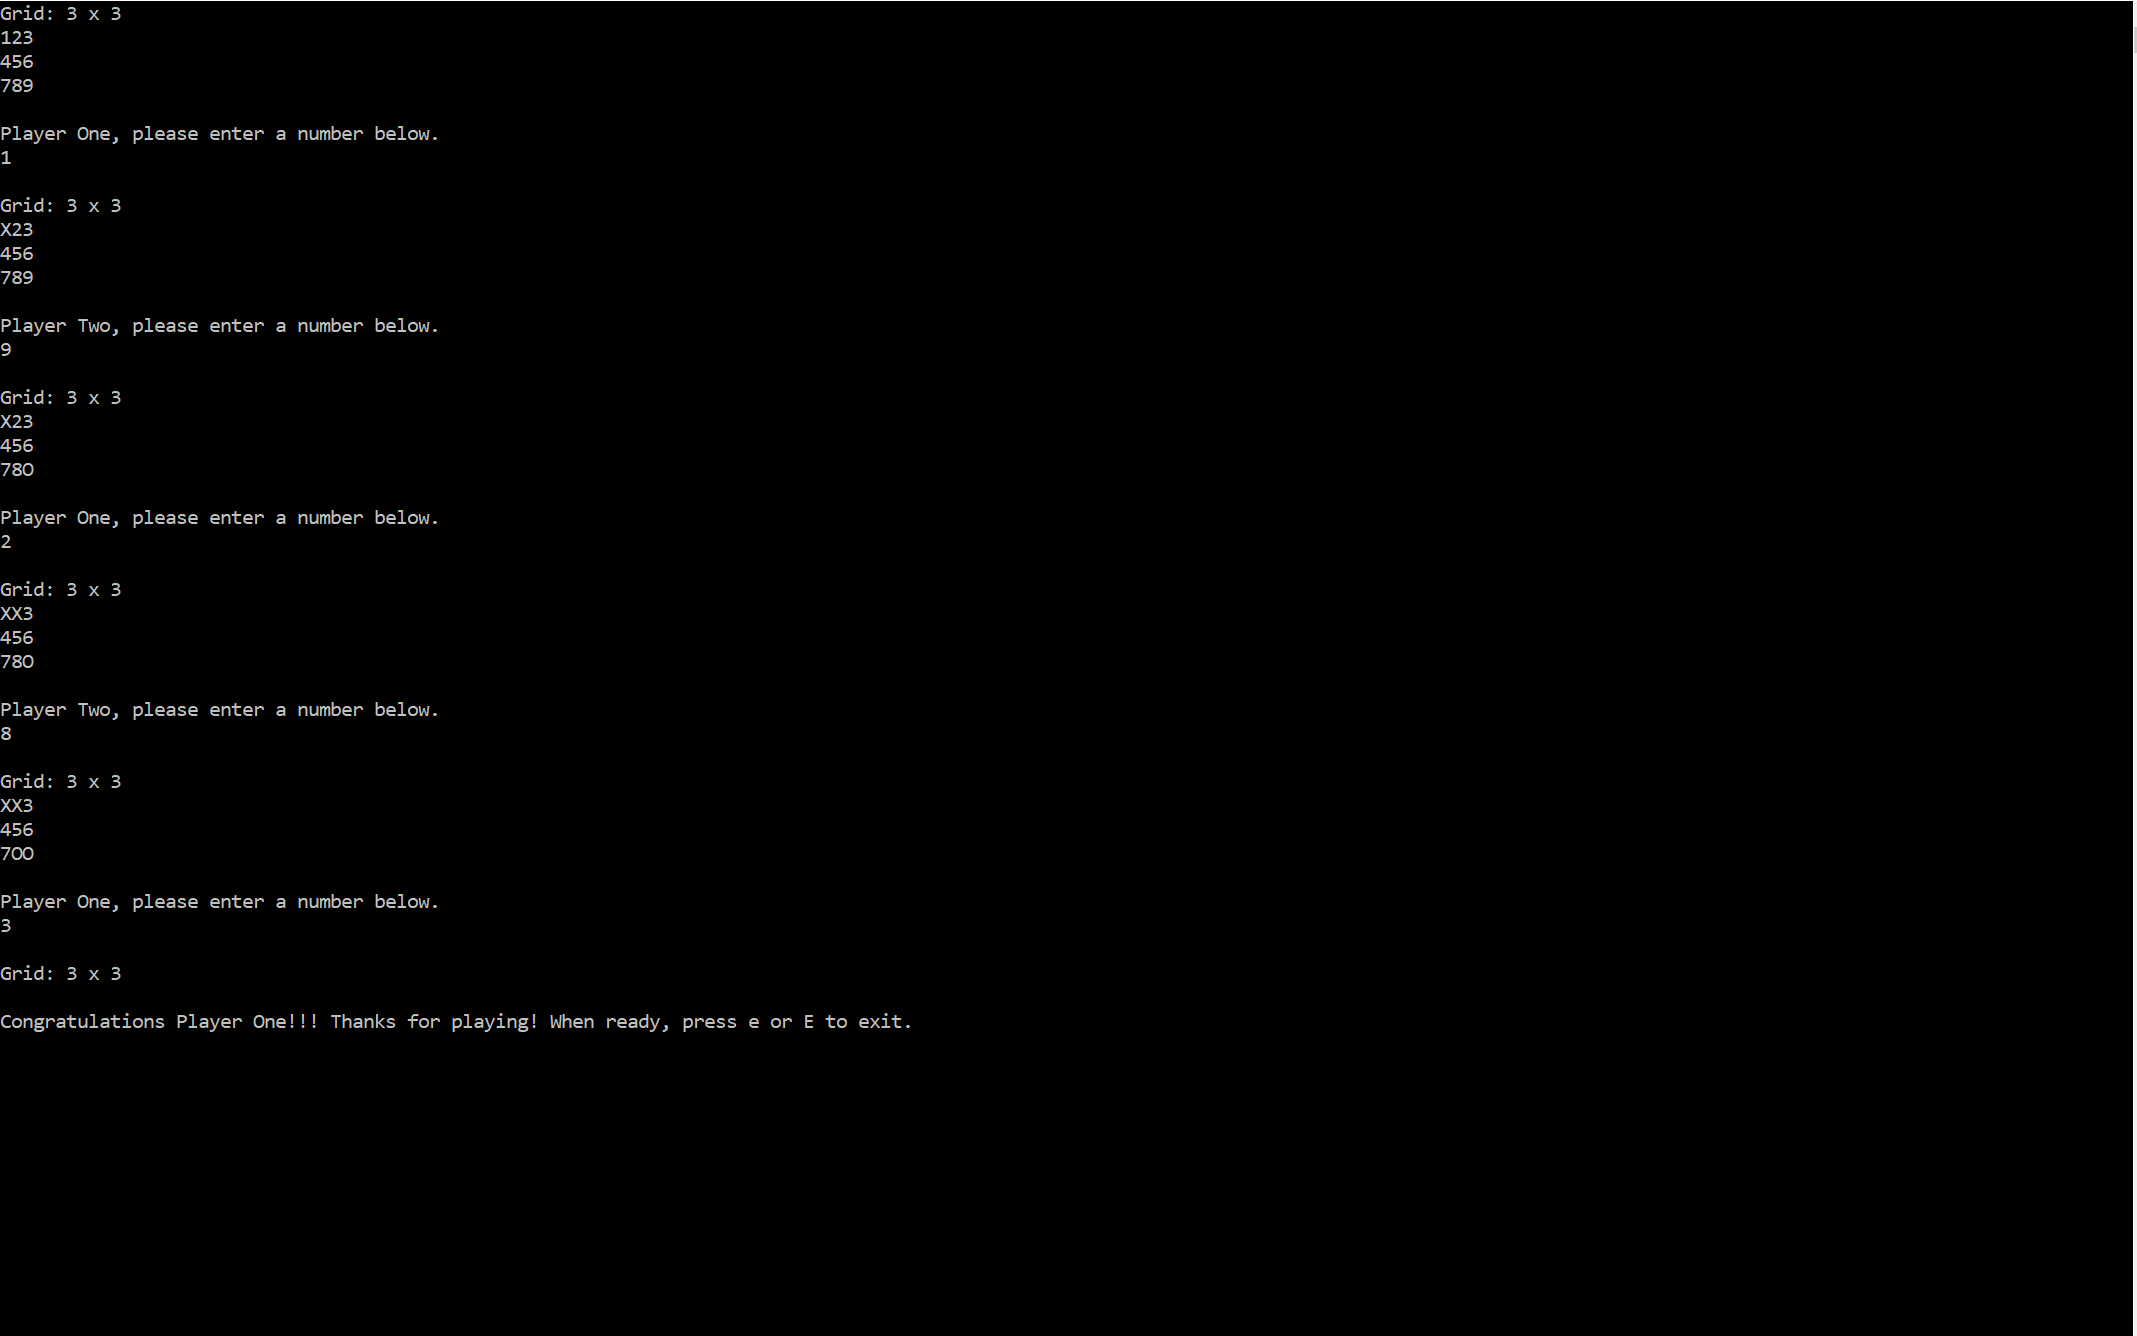 Grid: 3 x 3
123
456
789
Player One, please enter a number below.
1
Grid: 3 x 3
X23
456
789
Player Two, please enter a number below.
9
Grid: 3 x 3
X23
456
78O
Player One, please enter a number below.
2
Grid: 3 x 3
XX3
456
78O
Player Two, please enter a number below.
8
Grid: 3 x 3
XX3
456
7OO
Player One, please enter a number below.
3
Grid: 3 x 3
Congratulations Player One!!! Thanks for playing! When ready, press e or E to exit.